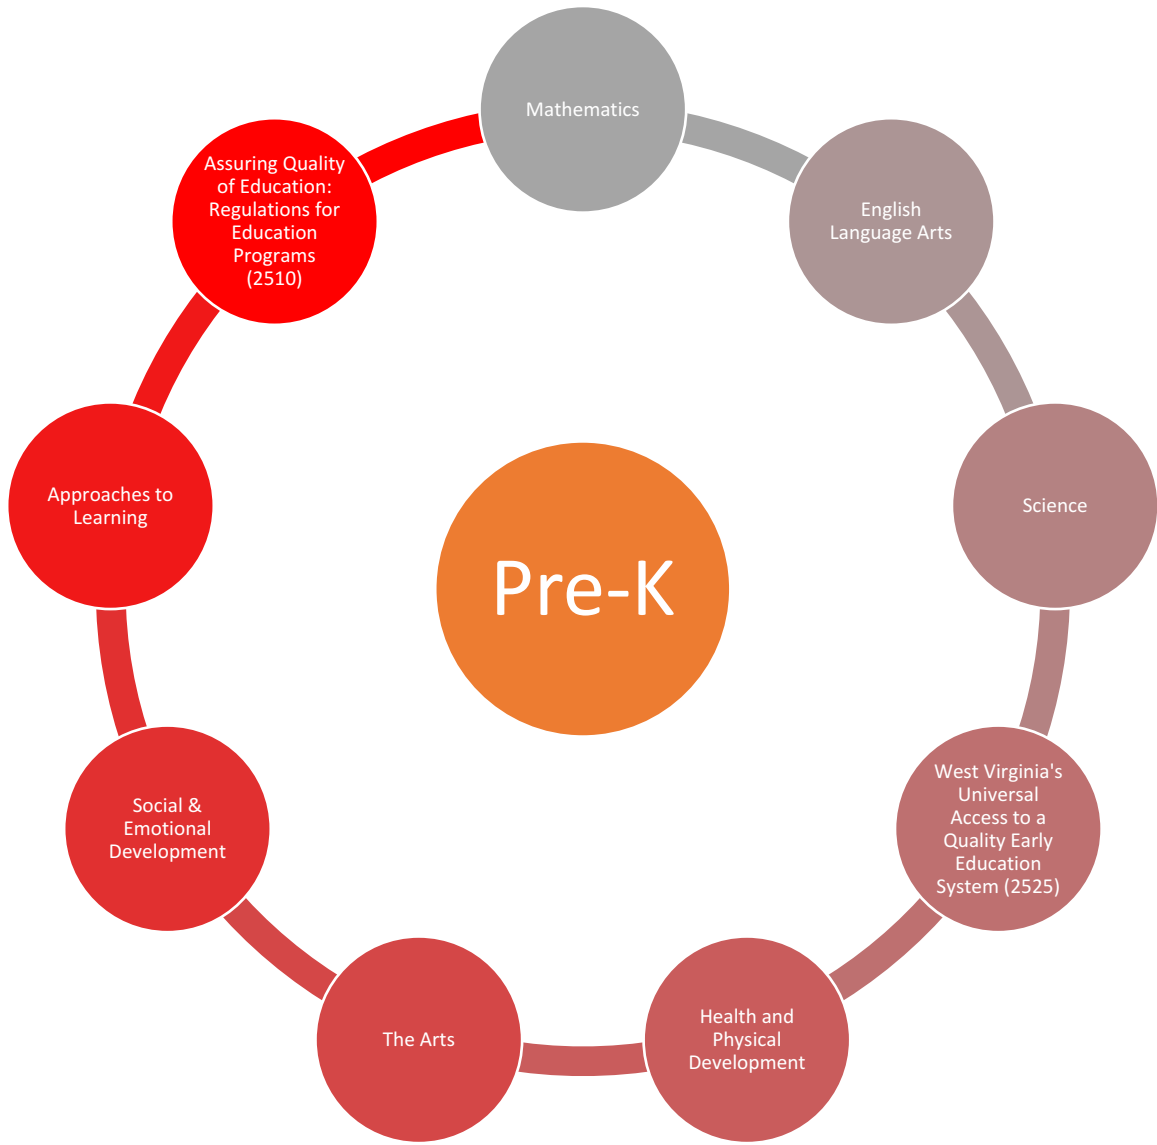 Mathematics
English
Language Arts
Science
West Virginia's
Universal
Access to a
Quality Early
Education
System (2525)
Health and
Physical
Development
The Arts
Social &
Emotional
Development
Approaches to
Learning
Assuring Quality
of Education:
Regulations for
Education
Programs
(2510)
Pre-K